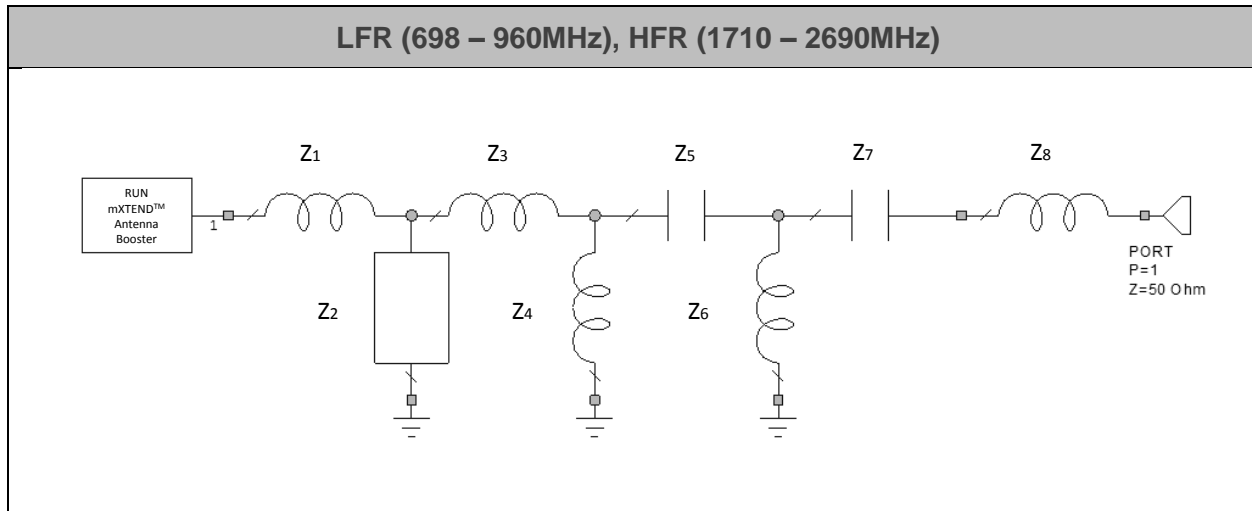 LFR (698 – 960MHz), HFR (1710 – 2690MHz)
Z1
Z3
Z5
Z7
Z8
RUN
mXTEND™
Antenna
Booster
1
PORT
P=1
Z=50 Ohm
Z2
Z4
Z6